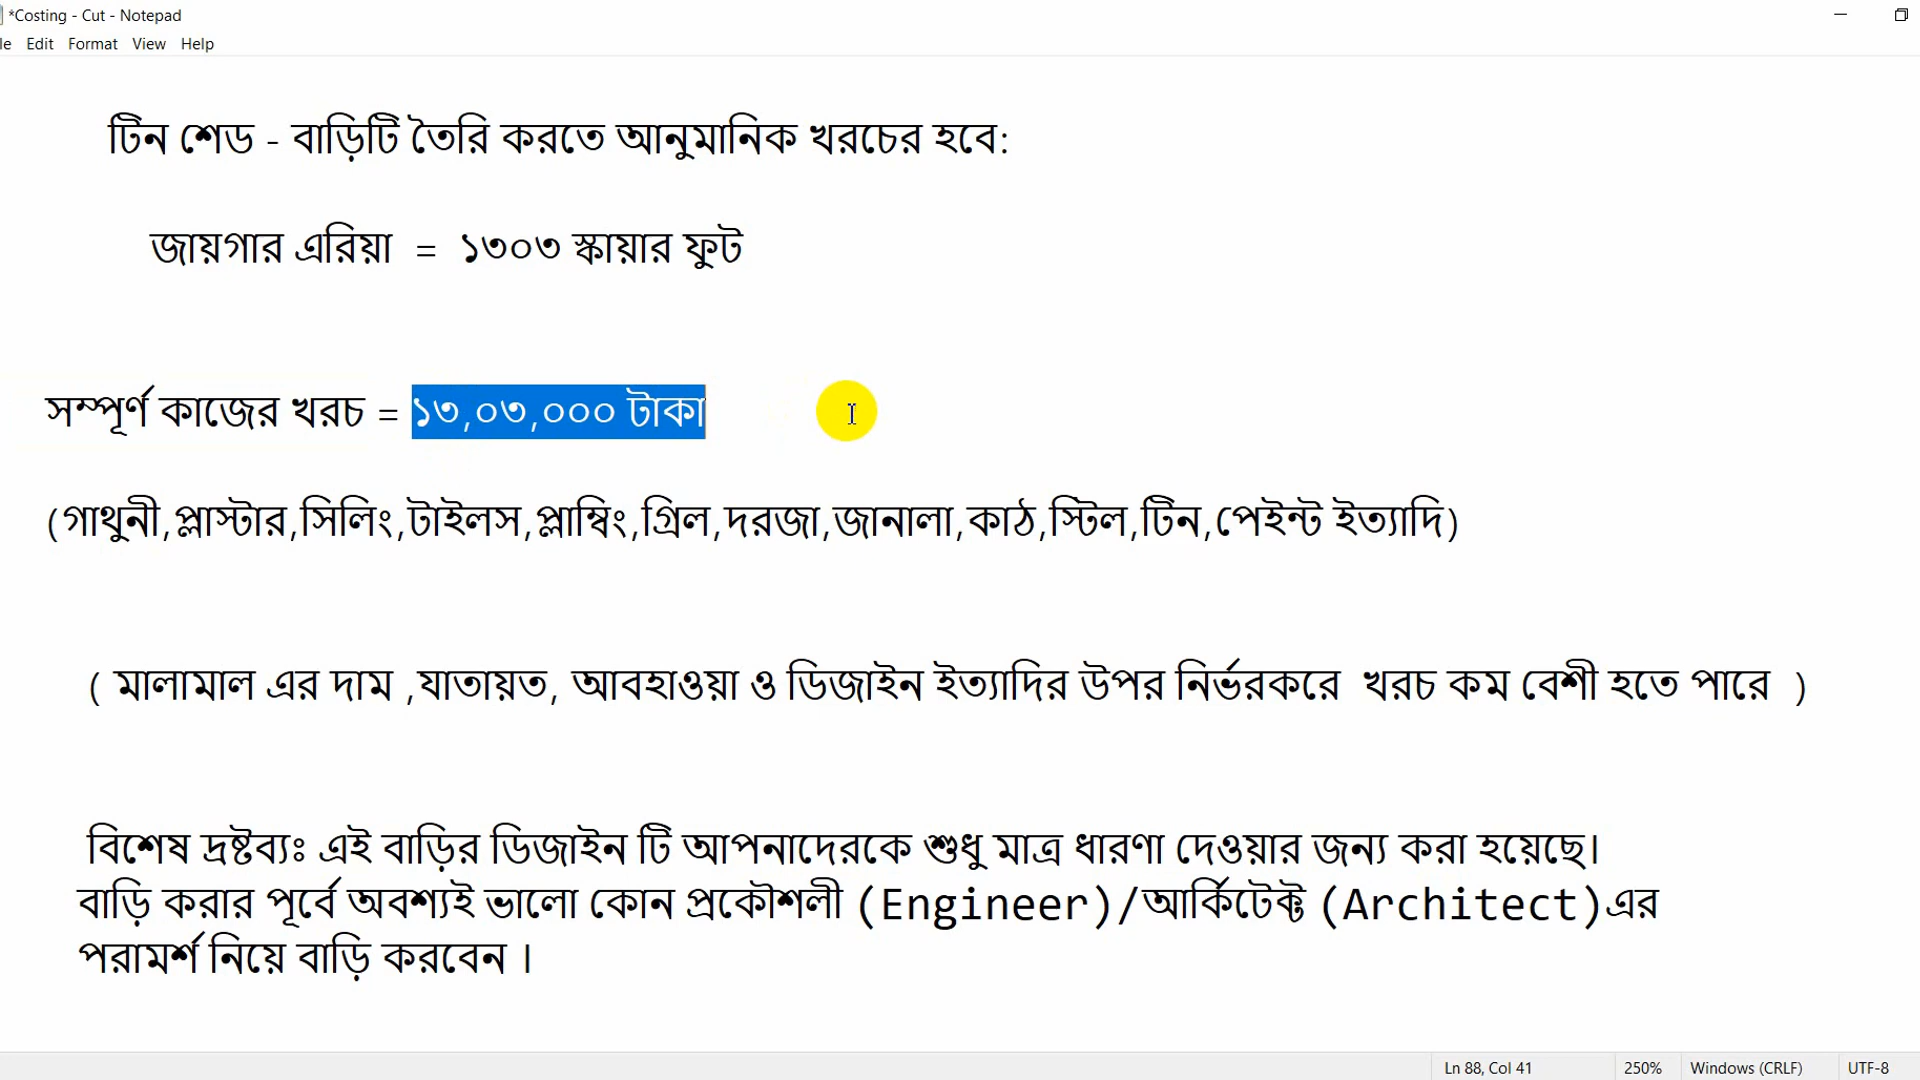 *Costing - Cut - Notepad
le Edit Format View Help
টিন শেড - বাড়িটি তৈরি করতে আনুমানিক খরচের হবে:
জায়গার এরিয়া = ১৩০৩ স্কায়ার ফুট
সম্পূর্ণ কাজের খরচ = ১৩,০৩,০০০ টাকা
(গাথুনী,প্লাস্টার,সিলিং,টাইলস,প্লাম্বিং,গ্রিল,দরজা,জানালা,কাঠ,স্টিল,টিন,পেইন্ট ইত্যাদি)
( মালামাল এর দাম ,যাতায়ত, আবহাওয়া ও ডিজাইন ইত্যাদির উপর নির্ভরকরে খরচ কম বেশী হতে পারে )
বিশেষ দ্রষ্টব্যঃ এই বাড়ির ডিজাইন টি আপনাদেরকে শুধু মাত্র ধারণা দেওয়ার জন্য করা হয়েছে।
বাড়ি করার পূর্বে অবশ্যই ভালো কোন প্রকৌশলী (Engineer)/আর্কিটেক্ট (Architect)এর
পরামর্শ নিয়ে বাড়ি করবেন ।
Ln 88, Col 41 250% Windows (CRLF) UTF-8